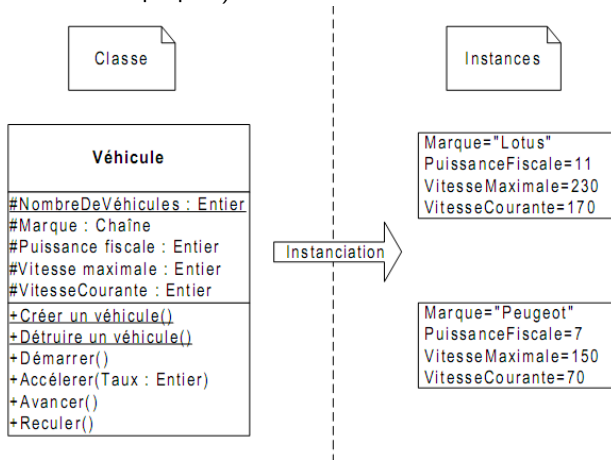 Classe
Instances
Véhicule
#NombreDeVéhicules : Entier
#Marque : Chaîne
#Puissance fiscale : Entier
#Vitesse maximale : Entier
#VitesseCourante : Entier
+Créer un véhicule()
+Détruire un véhicule()
+Démarrer()
+Accélerer(Taux : Entier)
+Avancer()
+Reculer()
Instanciation
Marque="Lotus"
PuissanceFiscale=11
VitesseMaximale=230
VitesseCourante=170
Marque="Peugeot"
PuissanceFiscale=7
VitesseMaximale=150
VitesseCourante=70